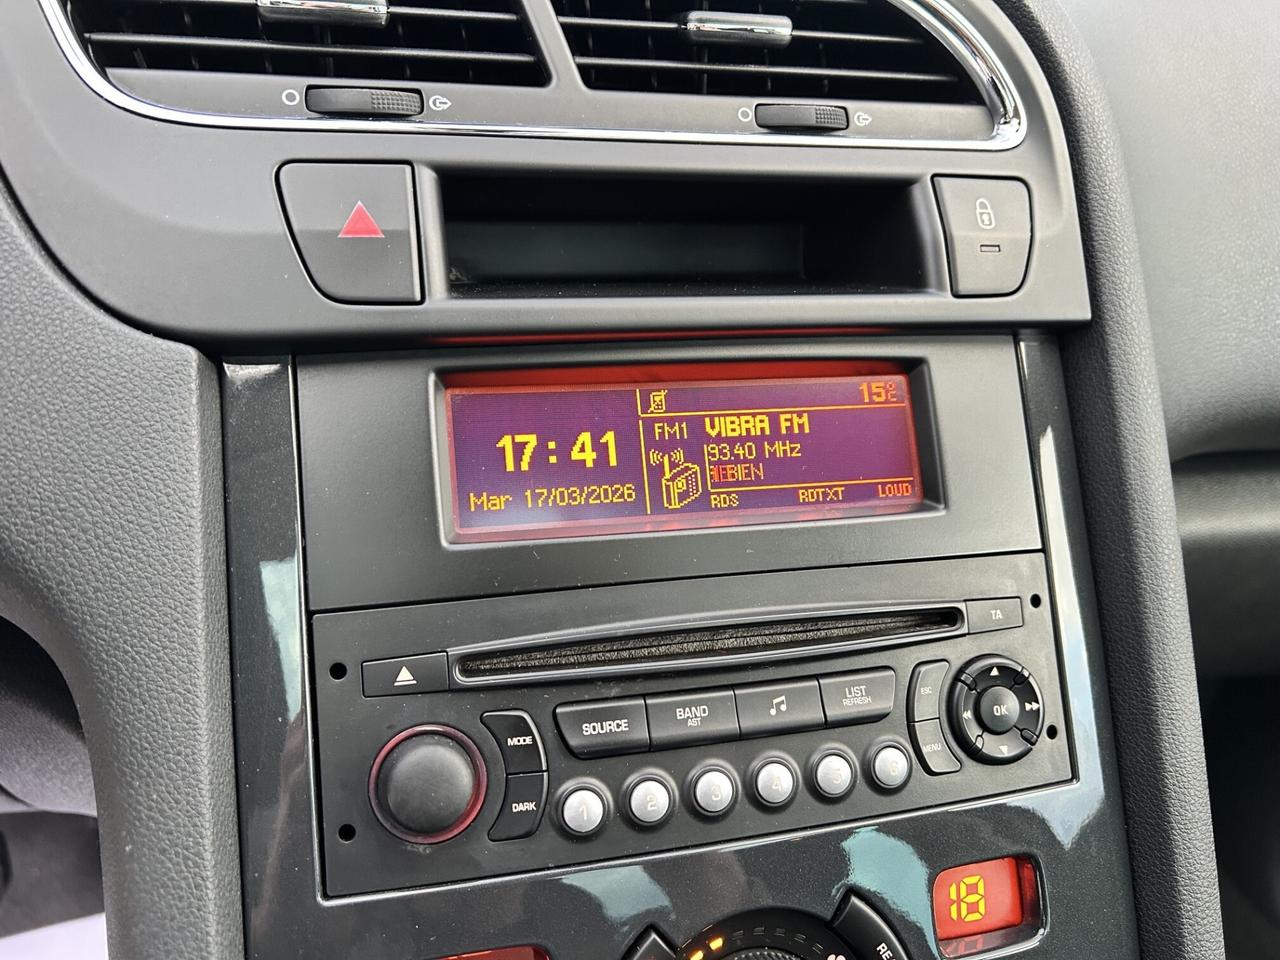 15°C
17:41
FM1 VIBRA FM
93.40 MHz
Mar 17/03/2026
RDS RDTXT LOUD
TA
SOURCE
BAND
AST
LIST
REFRESH
ESC
MODE
OK
DARK
MENU
1 2 3 4 5 6
18